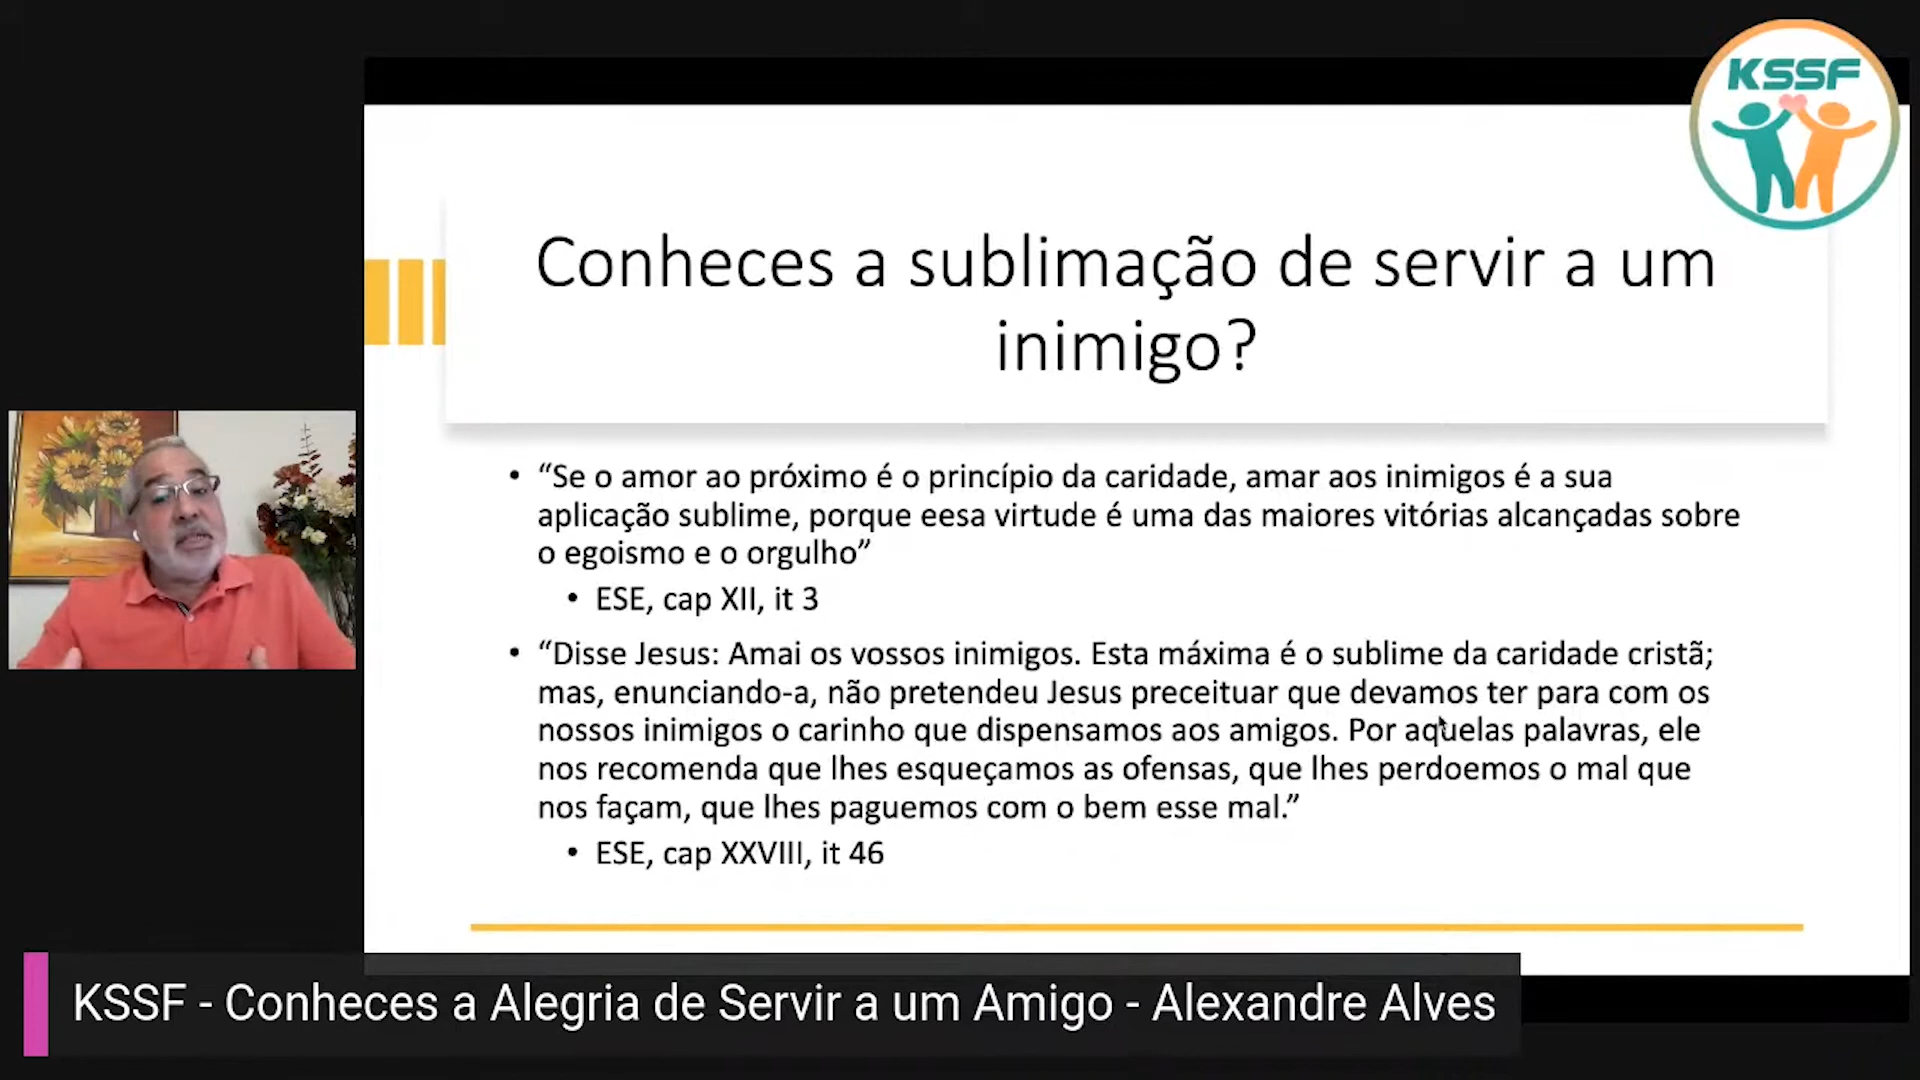 KSSF
Conheces a sublimação de servir a um
inimigo?
• “Se o amor ao próximo é o princípio da caridade, amar aos inimigos é a sua
aplicação sublime, porque eesa virtude é uma das maiores vitórias alcançadas sobre
o egoismo e o orgulho”
• ESE, cap XII, it 3
• “Disse Jesus: Amai os vossos inimigos. Esta máxima é o sublime da caridade cristã;
mas, enunciando-a, não pretendeu Jesus preceituar que devamos ter para com os
nossos inimigos o carinho que dispensamos aos amigos. Por aquelas palavras, ele
nos recomenda que lhes esqueçamos as ofensas, que lhes perdoemos o mal que
nos façam, que lhes paguemos com o bem esse mal.”
• ESE, cap XXVIII, it 46
KSSF - Conheces a Alegria de Servir a um Amigo - Alexandre Alves